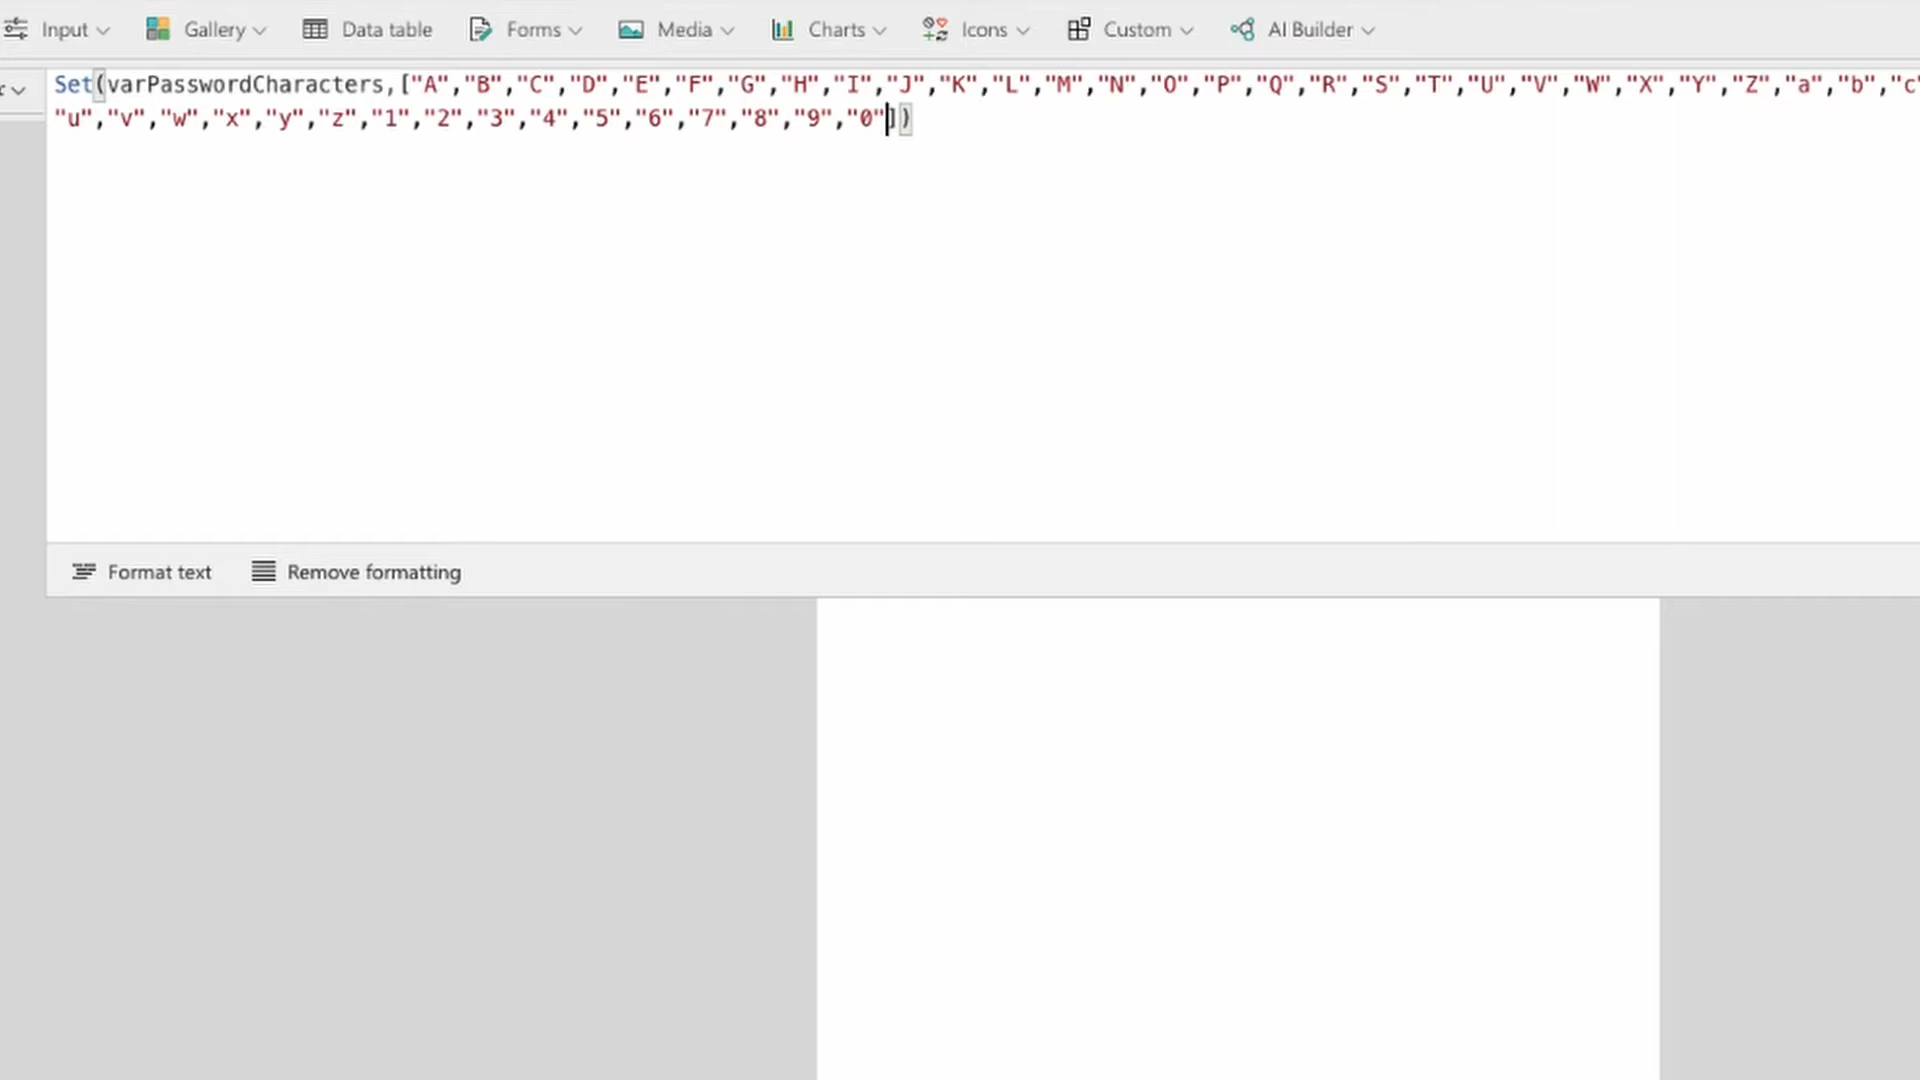 Input Gallery Data table Forms Media Charts Icons Custom AI Builder
Set(varPasswordCharacters,["A","B","C","D","E","F","G","H","I","J","K","L","M","N","O","P","Q","R","S","T","U","V","W","X","Y","Z","a","b","c"
"u","v","w","x","y","z","1","2","3","4","5","6","7","8","9","0"])
Format text Remove formatting